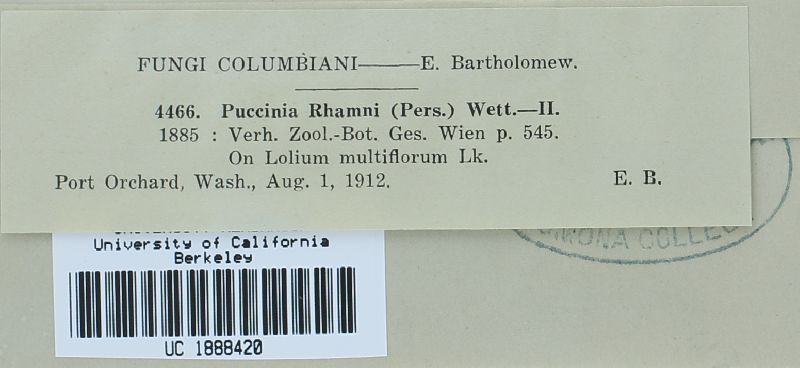 FUNGI COLUMBIANI——E. Bartholomew.
4466. Puccinia Rhamni (Pers.) Wett.—II.
1885 : Verh. Zool.-Bot. Ges. Wien p. 545.
On Lolium multiflorum Lk.
Port Orchard, Wash., Aug. 1, 1912. E. B.
University of California
Berkeley
UC 1888420